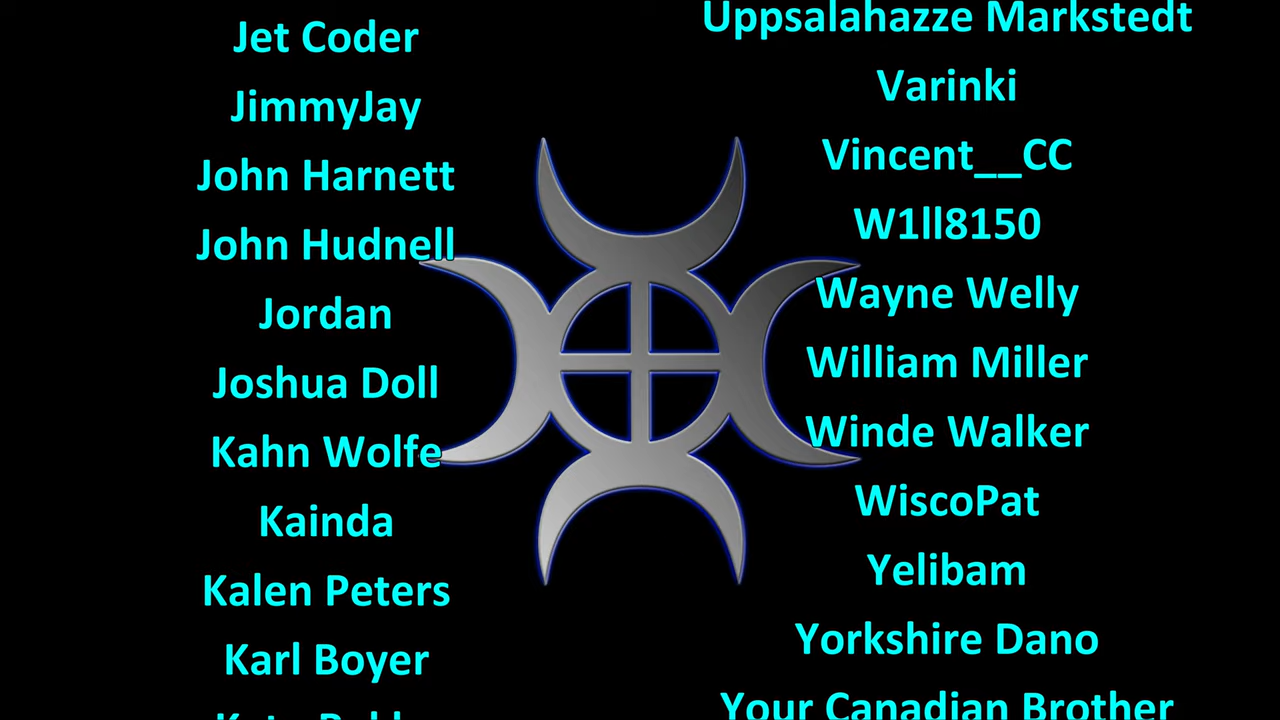 Jet Coder
JimmyJay
John Harnett
John Hudnell
Jordan
Joshua Doll
Kahn Wolfe
Kainda
Kalen Peters
Karl Boyer
Uppsalahazze Markstedt
Varinki
Vincent__CC
W1ll8150
Wayne Welly
William Miller
Winde Walker
WiscoPat
Yelibam
Yorkshire Dano
Your Canadian Brother